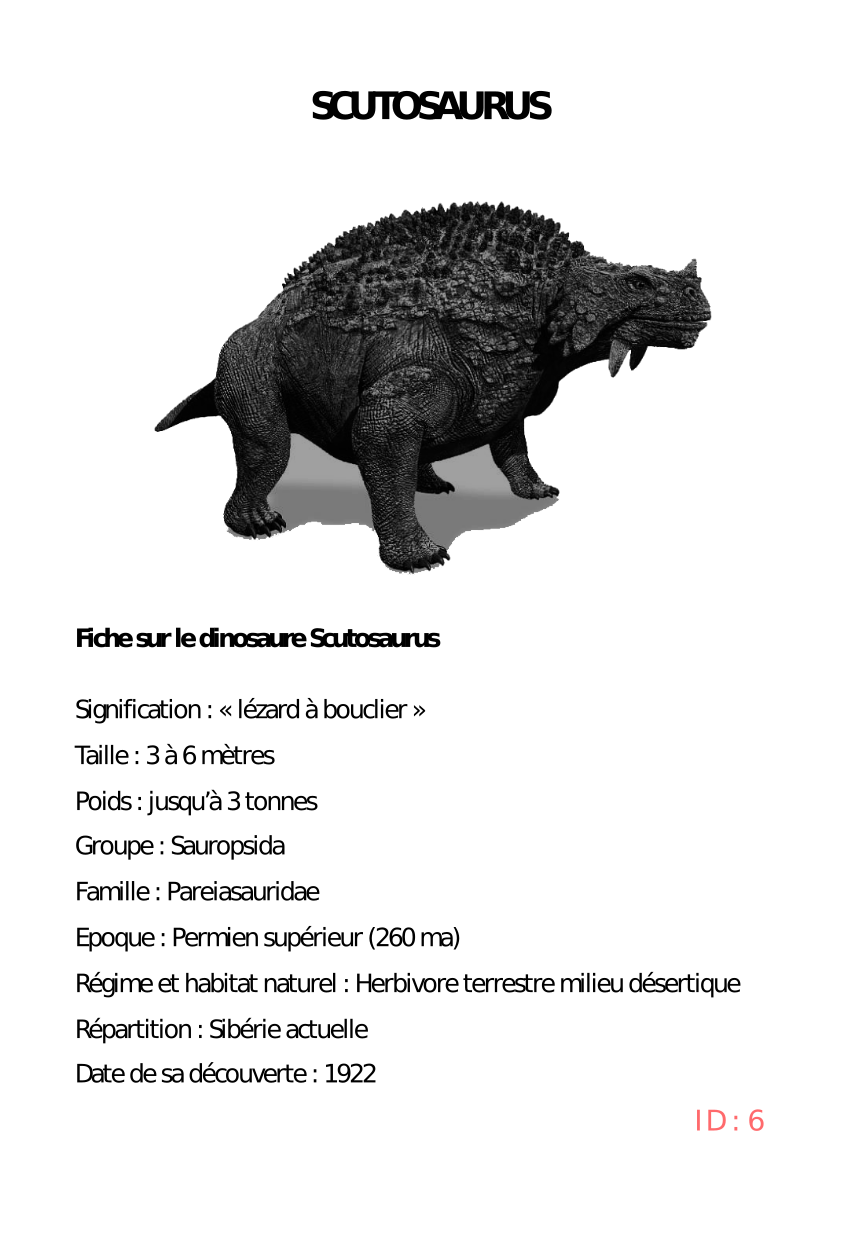 SCUTOSAURUS
Fiche sur le dinosaure Scutosaurus
Signification : « lézard à bouclier »
Taille : 3 à 6 mètres
Poids : jusqu’à 3 tonnes
Groupe : Sauropsida
Famille : Pareiasauridae
Epoque : Permien supérieur (260 ma)
Régime et habitat naturel : Herbivore terrestre milieu désertique
Répartition : Sibérie actuelle
Date de sa découverte : 1922
ID : 6